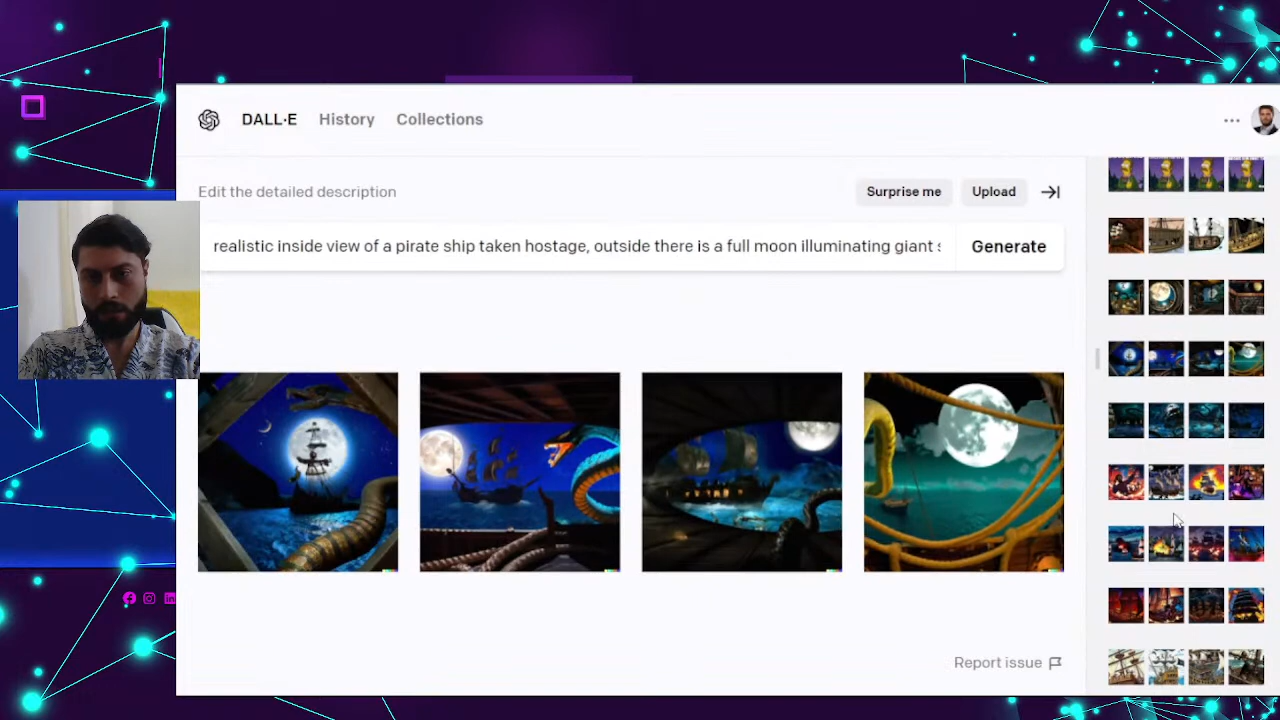 DALL·E History Collections
Edit the detailed description
Surprise me
Upload
realistic inside view of a pirate ship taken hostage, outside there is a full moon illuminating giant
Generate
Report issue